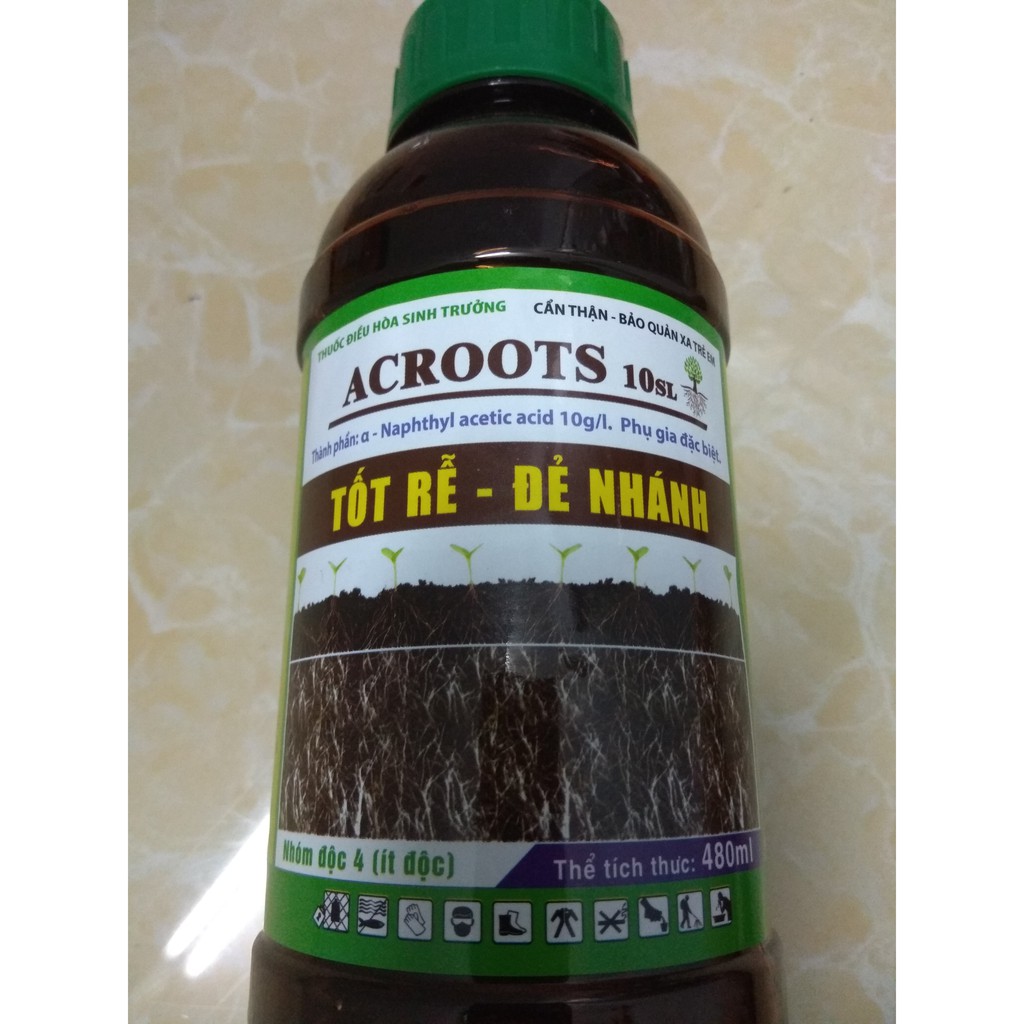 THUỐC ĐIỀU HÒA SINH TRƯỞNG
CẨN THẬN - BẢO QUẢN XA TRẺ EM
ACROOTS 10SL
Thành phần: α - Naphthyl acetic acid 10g/l. Phụ gia đặc biệt.
TỐT RỄ - ĐẺ NHÁNH
Nhóm độc 4 (ít độc)
Thể tích thực: 480ml